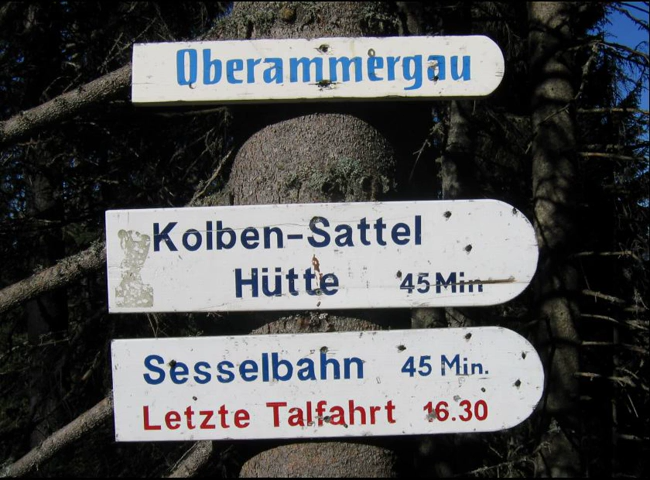 Oberammergau
Kolben-Sattel
Hütte 45 Min
Sesselbahn 45 Min.
Letzte Talfahrt 16.30